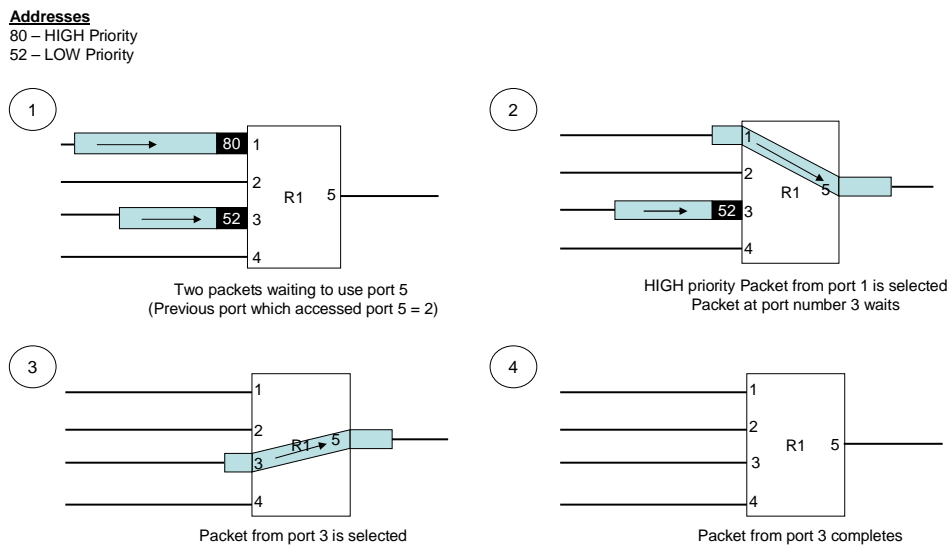 Addresses
80 – HIGH Priority
52 – LOW Priority
1
80
1
2
R1
5
52
3
4
Two packets waiting to use port 5
(Previous port which accessed port 5 = 2)
2
1
2
R1
5
52
3
4
HIGH priority Packet from port 1 is selected
Packet at port number 3 waits
3
1
2
R1
5
3
4
Packet from port 3 is selected
4
1
2
R1
5
3
4
Packet from port 3 completes